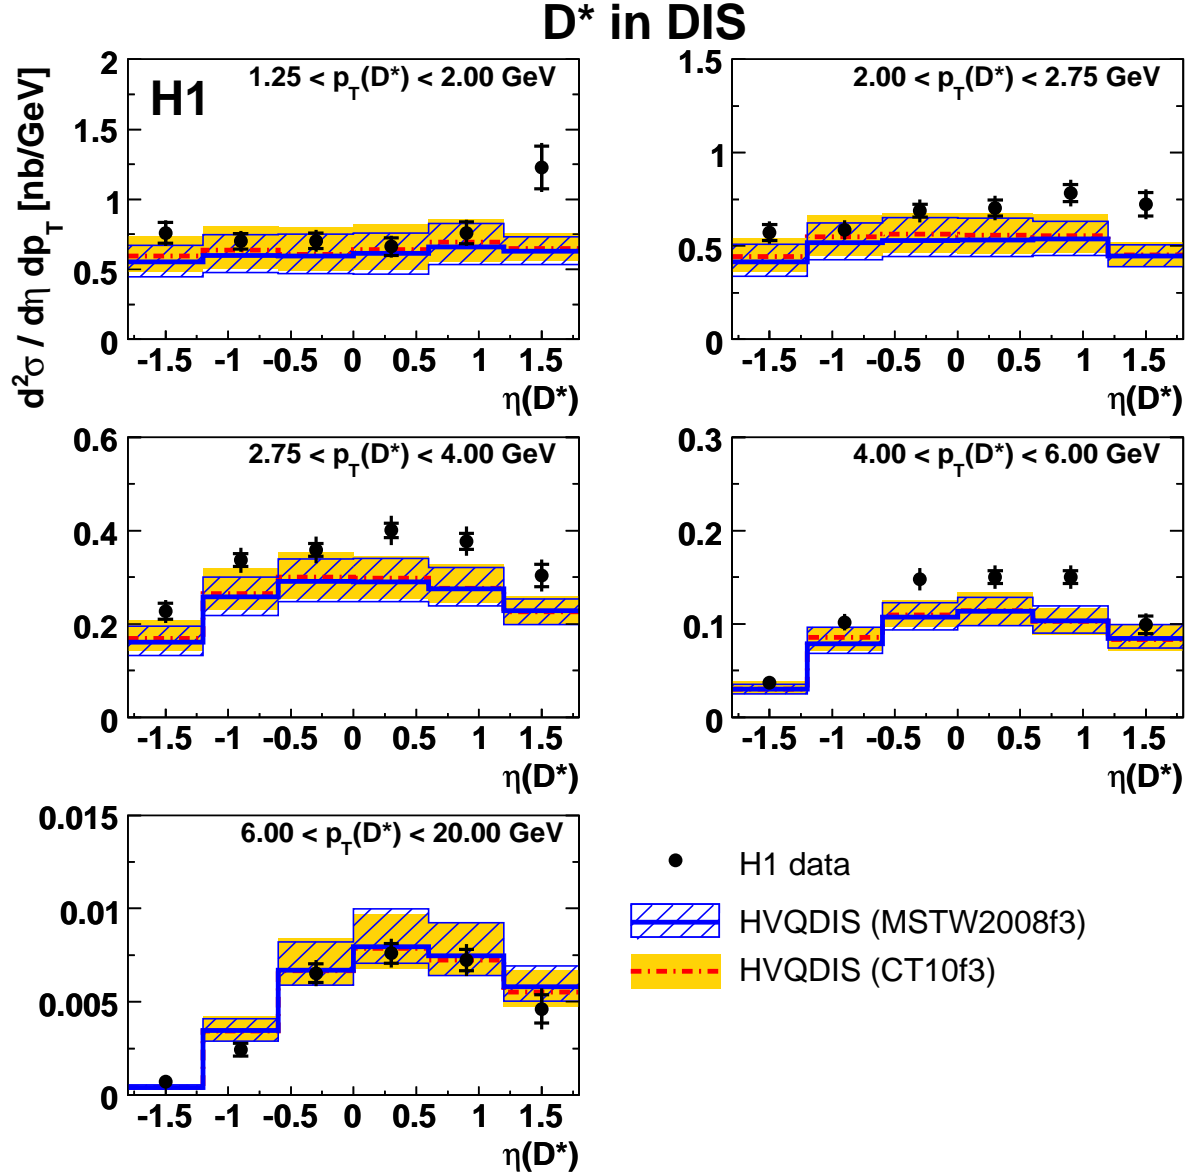 D* in DIS
d²σ / dη dp_T [nb/GeV]
H1
1.25 < p_T(D*) < 2.00 GeV
2
1.5
1
0.5
0
-1.5 -1 -0.5 0 0.5 1 1.5
η(D*)
2.00 < p_T(D*) < 2.75 GeV
1.5
1
0.5
0
-1.5 -1 -0.5 0 0.5 1 1.5
η(D*)
2.75 < p_T(D*) < 4.00 GeV
0.6
0.4
0.2
0
-1.5 -1 -0.5 0 0.5 1 1.5
η(D*)
4.00 < p_T(D*) < 6.00 GeV
0.3
0.2
0.1
0
-1.5 -1 -0.5 0 0.5 1 1.5
η(D*)
6.00 < p_T(D*) < 20.00 GeV
0.015
0.01
0.005
0
-1.5 -1 -0.5 0 0.5 1 1.5
η(D*)
H1 data
HVQDIS (MSTW2008f3)
HVQDIS (CT10f3)